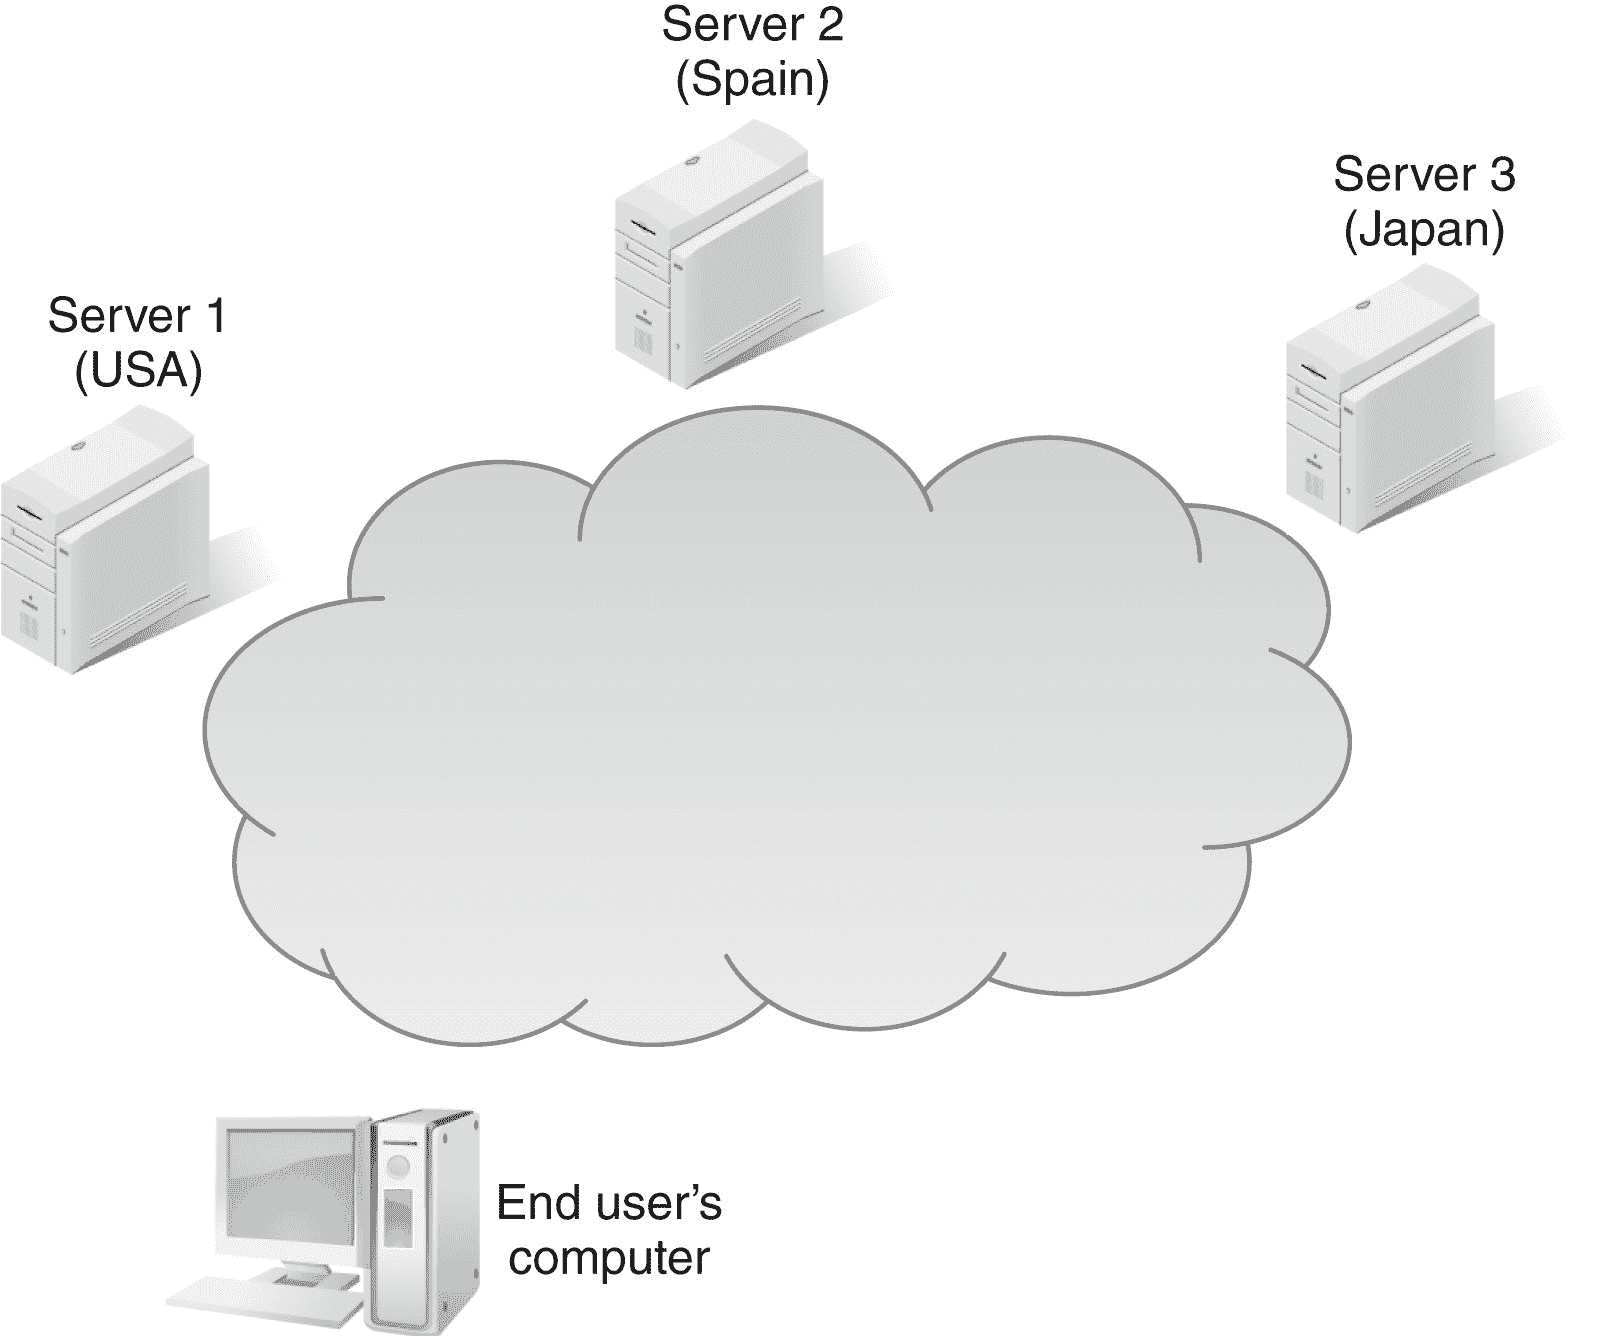 Server 2
(Spain)
Server 3
(Japan)
Server 1
(USA)
End user’s
computer